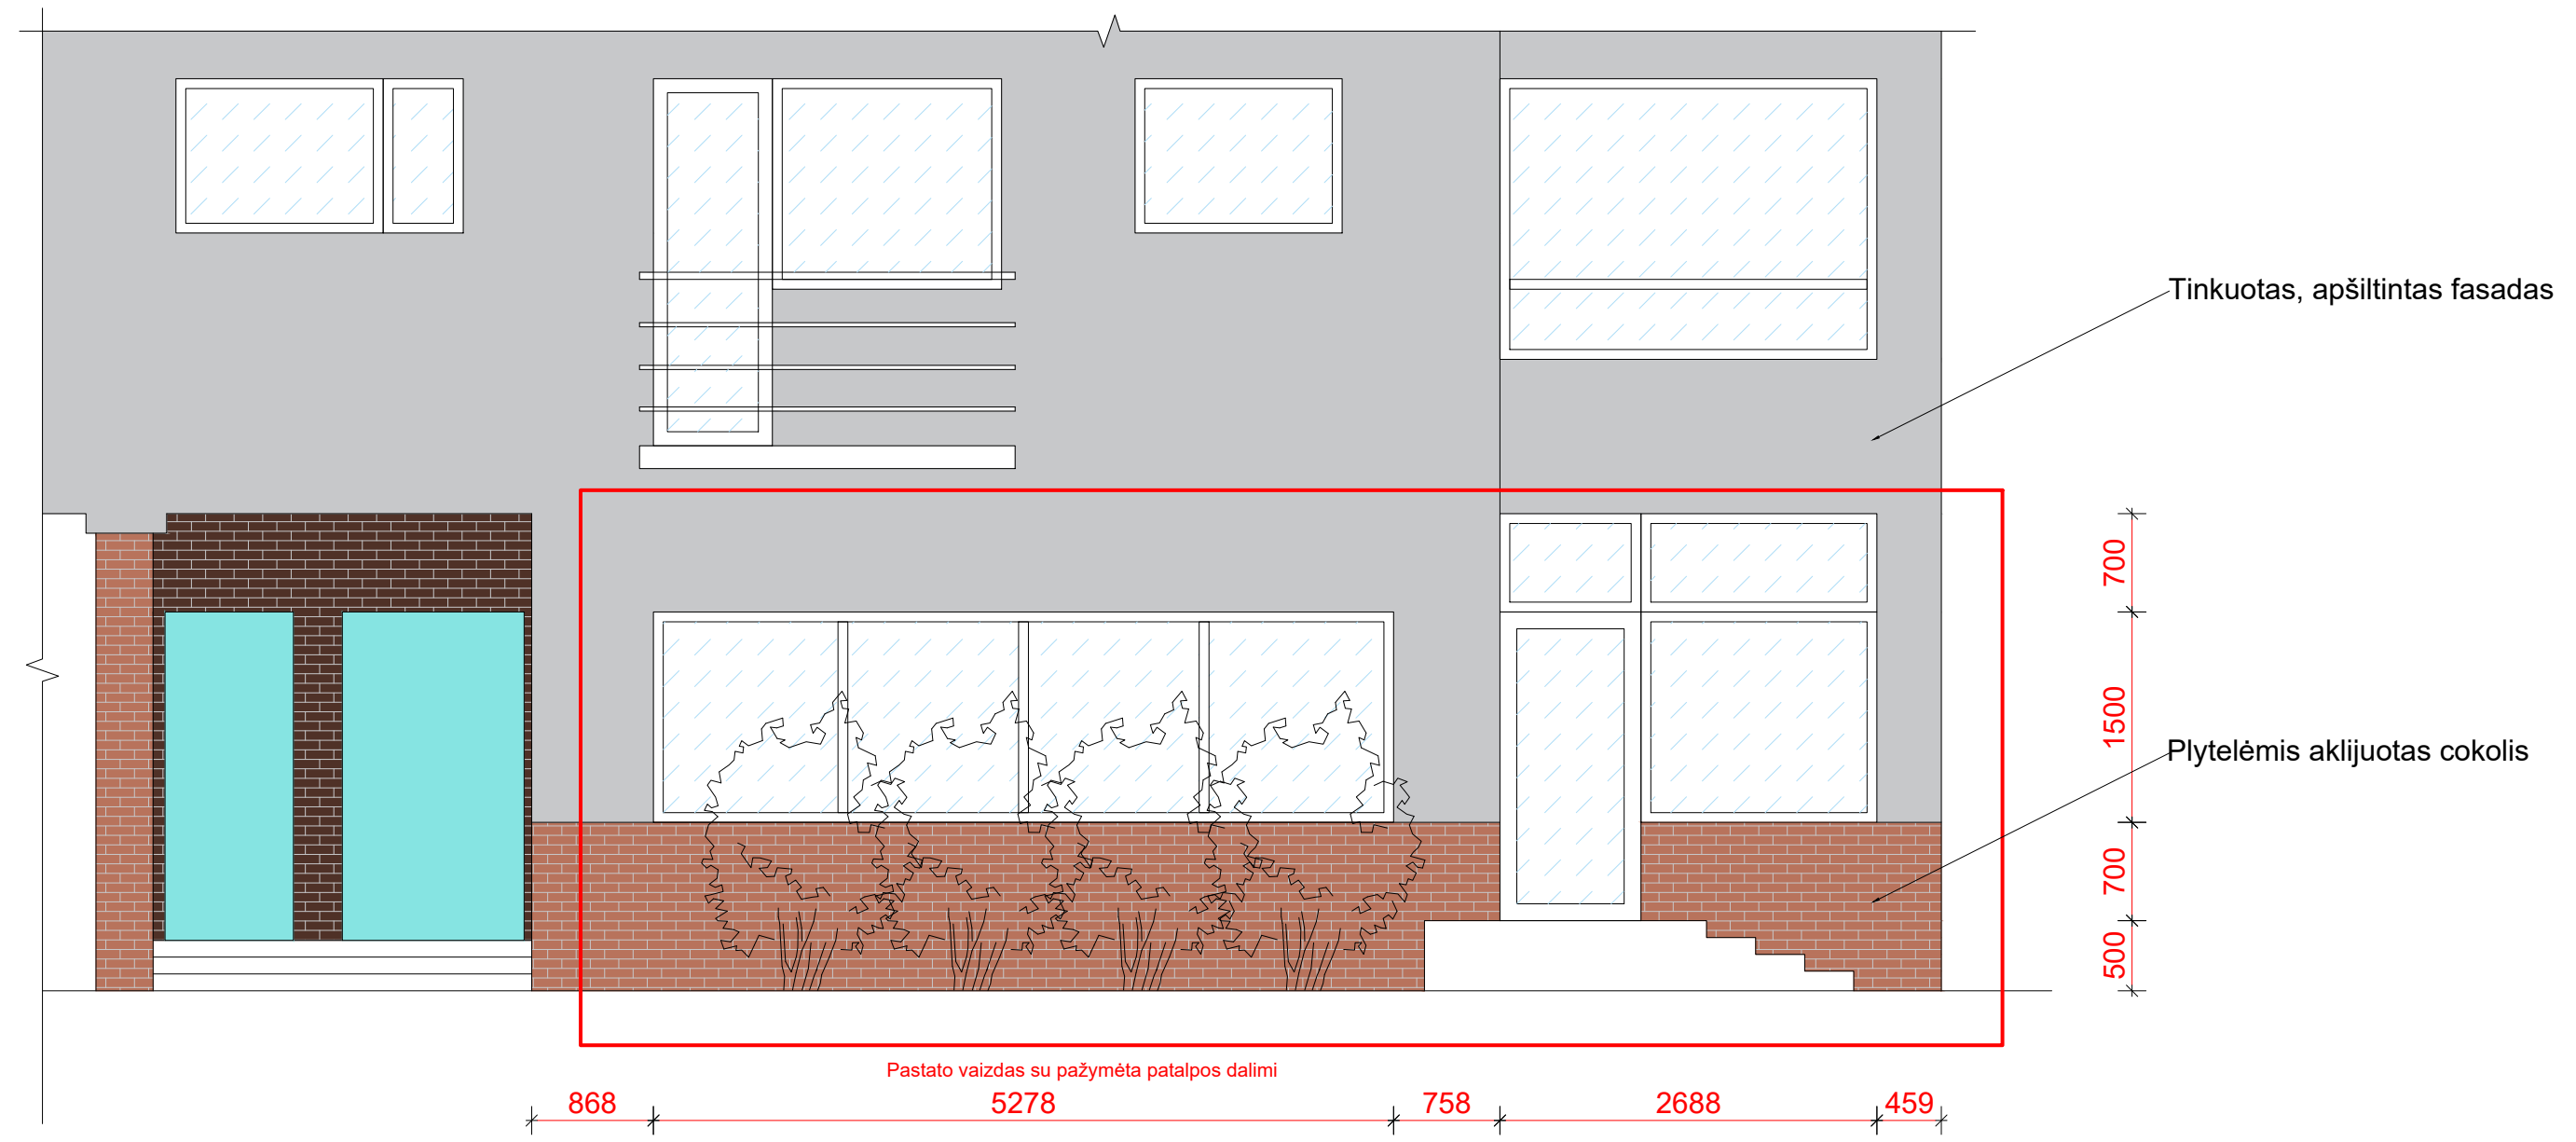 Tinkuotas, apšiltintas fasadas
700
1500
Plytelėmis aklijuotas cokolis
700
500
Pastato vaizdas su pažymėta patalpos dalimi
868 5278 758 2688 459